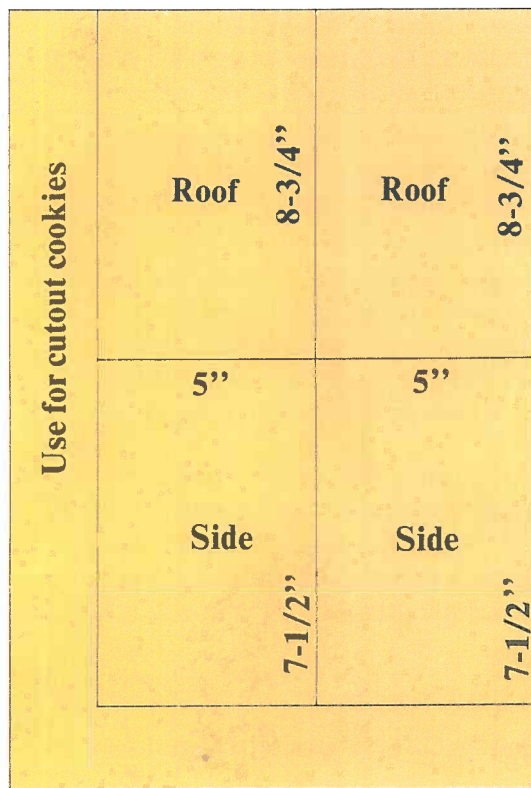 Use for cutout cookies
Roof
8-3/4”
Roof
8-3/4”
5”
5”
Side
7-1/2”
Side
7-1/2”